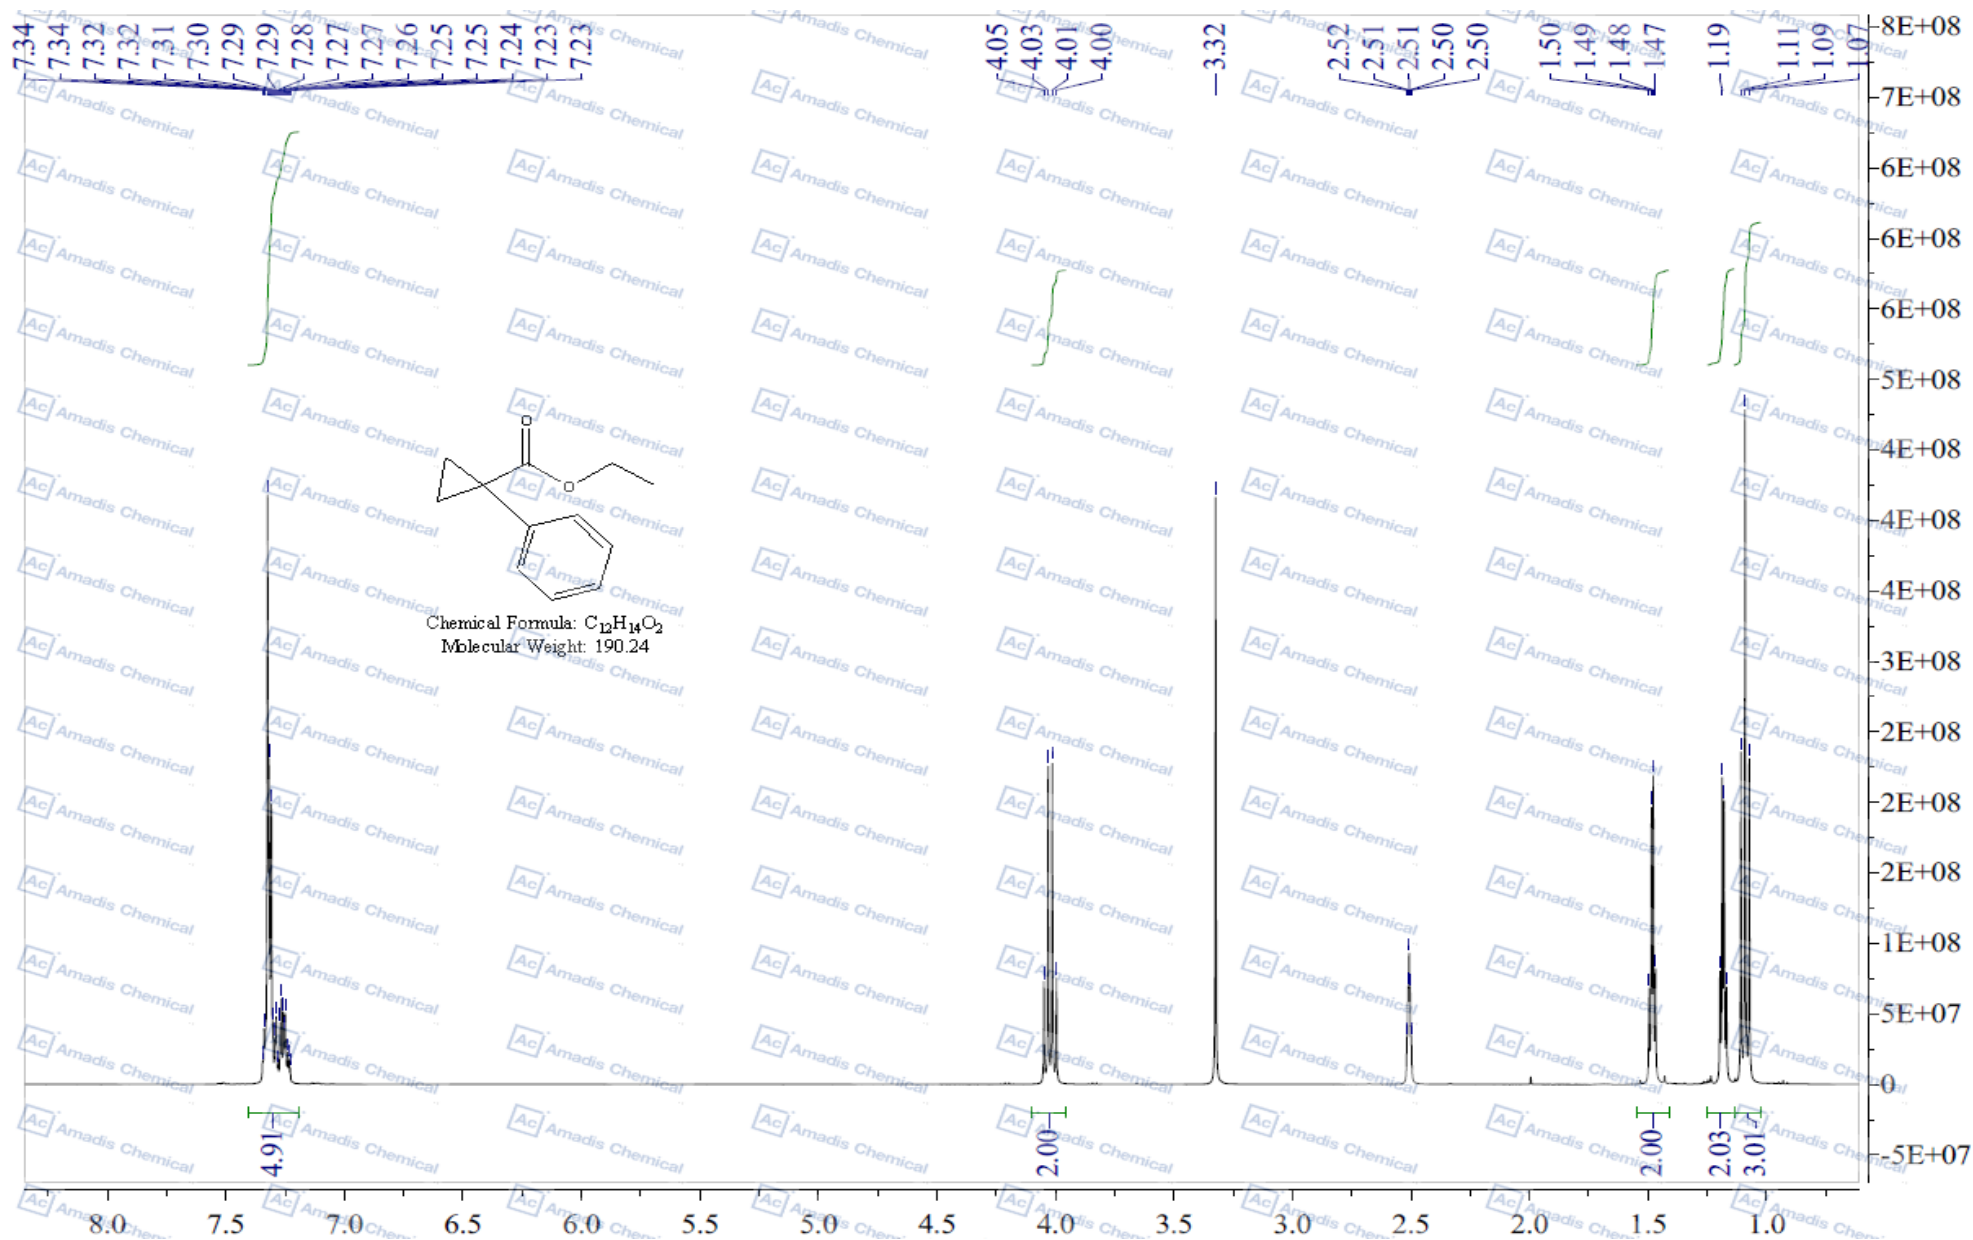 7.34 7.34 7.32 7.32 7.31 7.30 7.29 7.29 7.28 7.27 7.27 7.26 7.25 7.25 7.24 7.23 7.23 4.05 4.03 4.01 4.00 3.32 2.52 2.51 2.51 2.50 2.50 1.50 1.49 1.48 1.47 1.19 1.11 1.09 1.07
8E+08
7E+08
6E+08
6E+08
6E+08
5E+08
4E+08
4E+08
4E+08
3E+08
2E+08
2E+08
2E+08
1E+08
5E+07
0
-5E+07
O
O
Chemical Formula: C₁₂H₁₄O₂
Molecular Weight: 190.24
4.91 2.00 2.00 2.03 3.01
8.0 7.5 7.0 6.5 6.0 5.5 5.0 4.5 4.0 3.5 3.0 2.5 2.0 1.5 1.0
Ac Amadis Chemical